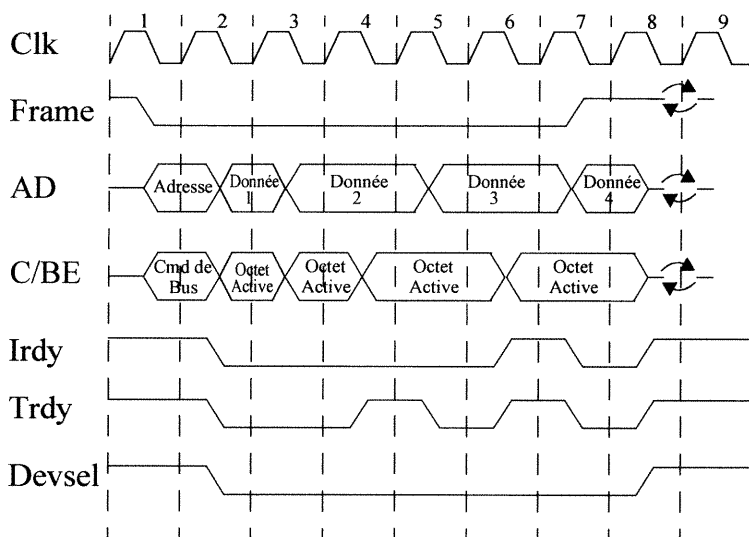 1 2 3 4 5 6 7 8 9
Clk
Frame
AD
Adresse
Donnée
1
Donnée
2
Donnée
3
Donnée
4
C/BE
Cmd de
Bus
Octet
Active
Octet
Active
Octet
Active
Octet
Active
Irdy
Trdy
Devsel